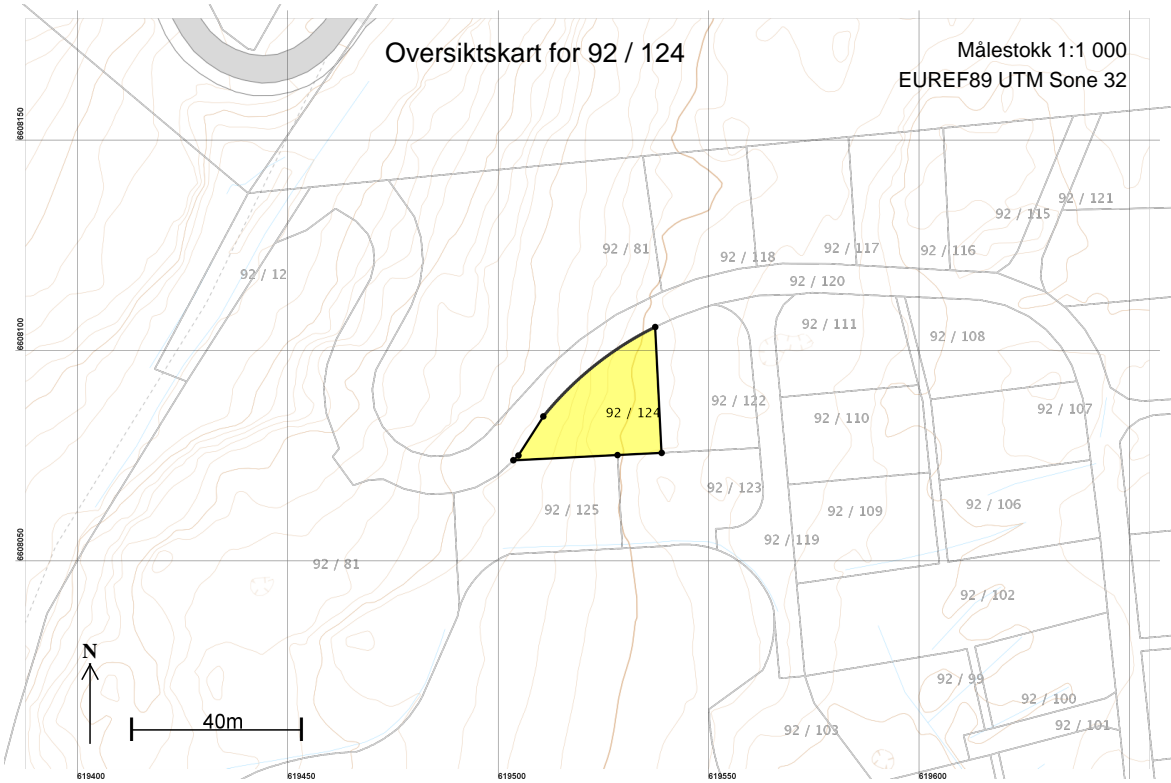 Oversiktskart for 92 / 124
Målestokk 1:1 000
EUREF89 UTM Sone 32
6608150
92 / 121
92 / 115
92 / 81
92 / 118
92 / 117
92 / 116
92 / 12
92 / 120
92 / 111
92 / 108
6608100
92 / 122
92 / 124
92 / 110
92 / 107
92 / 123
92 / 125
92 / 109
92 / 106
92 / 119
6608050
92 / 81
92 / 102
N
92 / 99
92 / 100
40m
92 / 103
92 / 101
619400
619450
619500
619550
619600